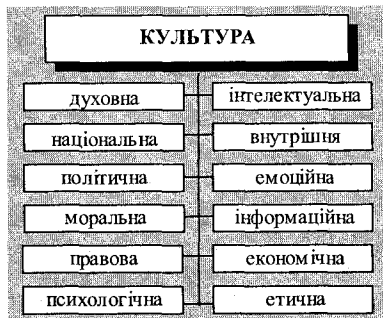 КУЛЬТУРА
духовна
інтелектуальна
національна
внутрішня
політична
емоційна
моральна
інформаційна
правова
економічна
психологічна
етична